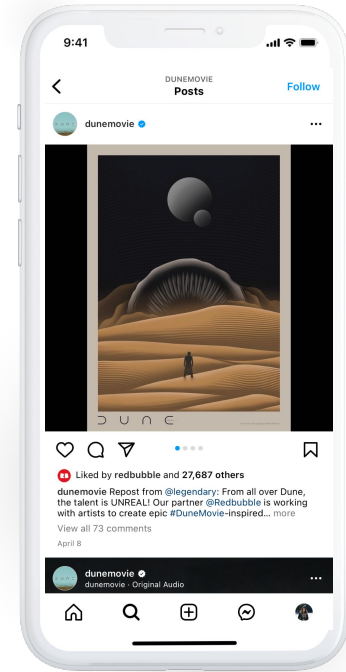 9:41
DUNEMOVIE
Posts
Follow
dunemovie
DUNE
Liked by redbubble and 27,687 others
dunemovie Repost from @legendary: From all over Dune,
the talent is UNREAL! Our partner @Redbubble is working
with artists to create epic #DuneMovie-inspired... more
View all 73 comments
April 8
dunemovie
dunemovie · Original Audio